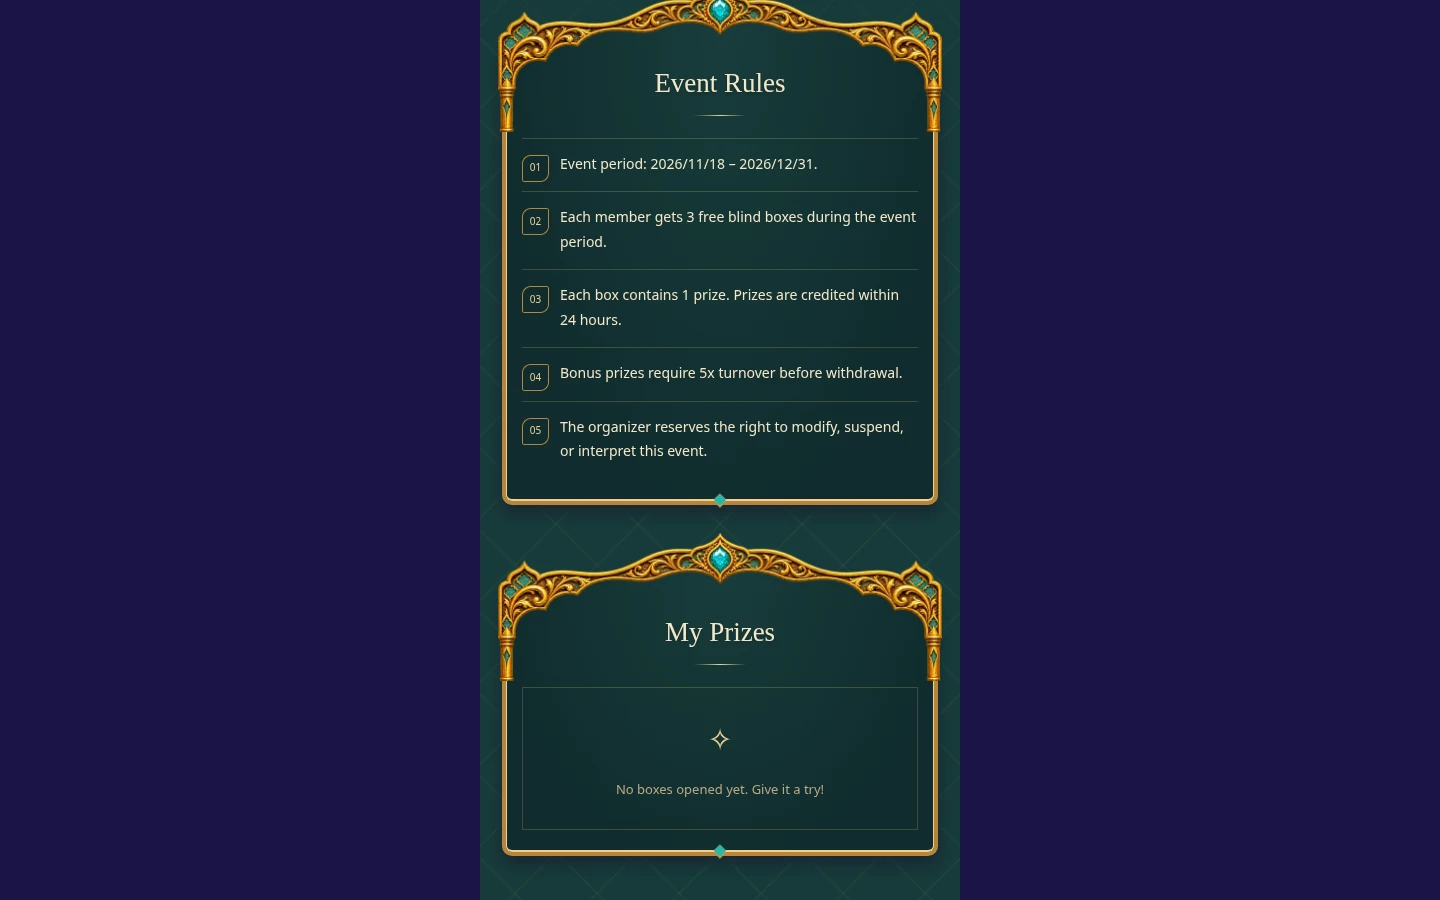 Event Rules
01
Event period: 2026/11/18 – 2026/12/31.
02
Each member gets 3 free blind boxes during the event
period.
03
Each box contains 1 prize. Prizes are credited within
24 hours.
04
Bonus prizes require 5x turnover before withdrawal.
05
The organizer reserves the right to modify, suspend,
or interpret this event.
My Prizes
No boxes opened yet. Give it a try!